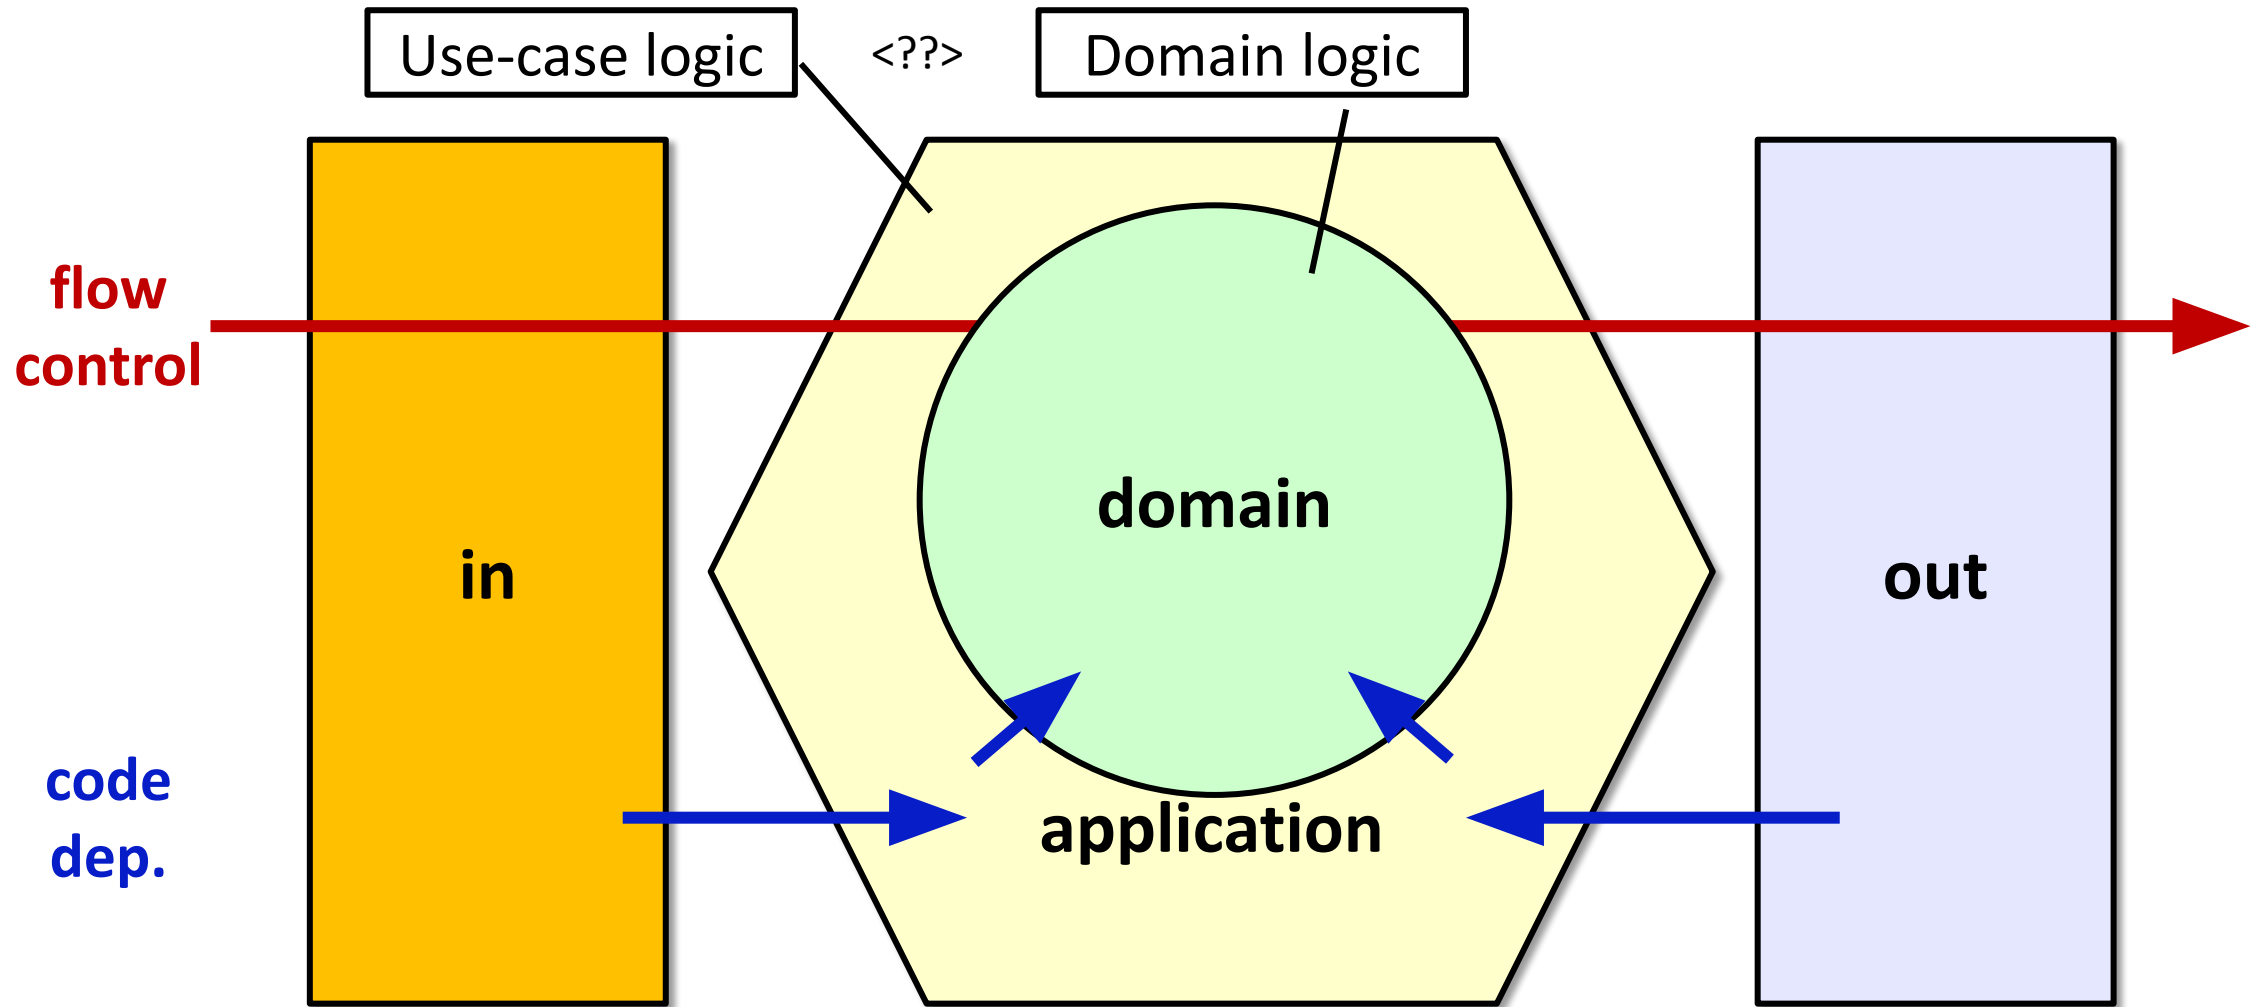 Use-case logic
<??>
Domain logic
flow
control
domain
in
out
code
dep.
application